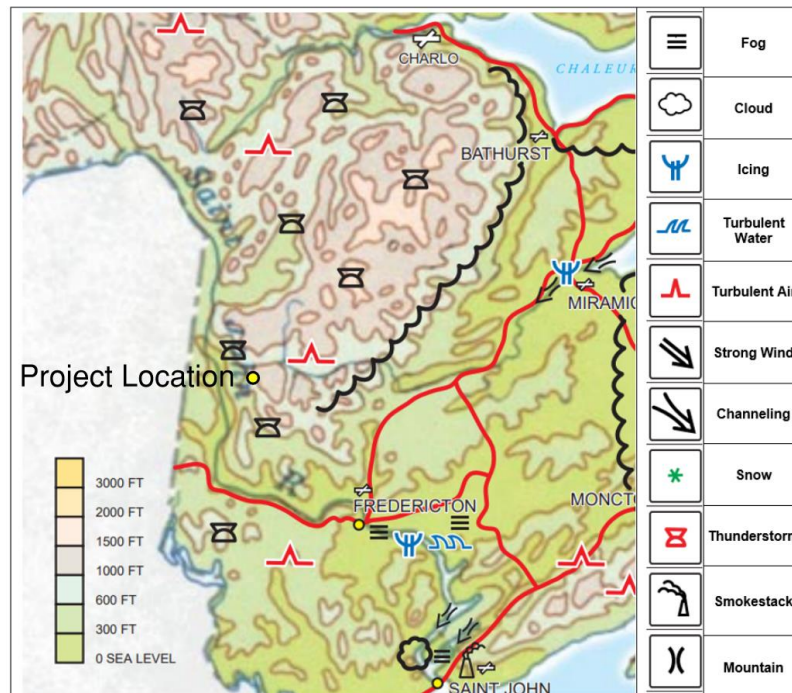 CHARLO
CHALEUR
BATHURST
MIRAMIC
Saint
Project Location
R
FREDERICTON
MONCTO
SAINT JOHN
3000 FT
2000 FT
1500 FT
1000 FT
600 FT
300 FT
0 SEA LEVEL
Fog
Cloud
Icing
Turbulent
Water
Turbulent Air
Strong Wind
Channeling
Snow
Thunderstorm
Smokestack
Mountain